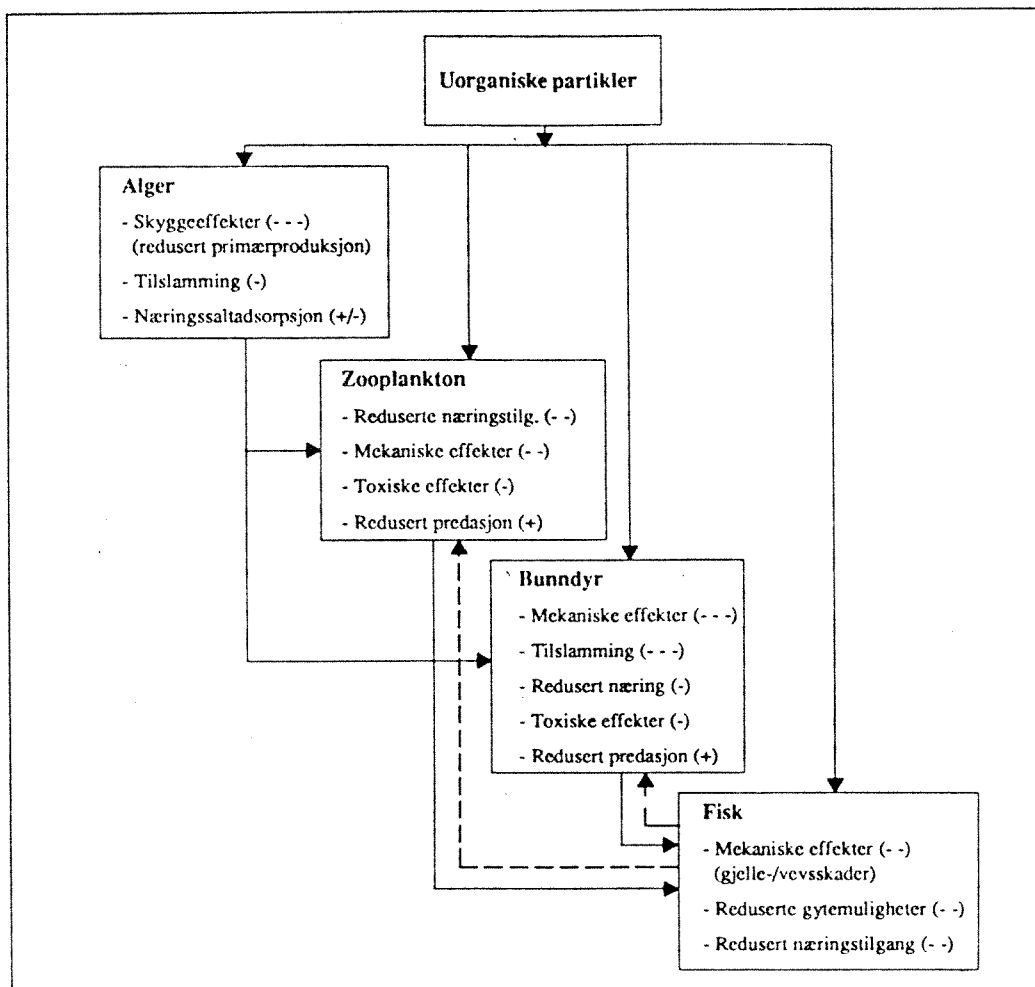 Uorganiske partikler
Alger
- Skyggeeffekter (- - -)
(redusert primærproduksjon)
- Tilslamming (-)
- Næringssaltadsorpsjon (+/-)
Zooplankton
- Reduserte næringstilg. (- -)
- Mekaniske effekter (- -)
- Toxiske effekter (-)
- Redusert predasjon (+)
Bunndyr
- Mekaniske effekter (- - -)
- Tilslamming (- - -)
- Redusert næring (-)
- Toxiske effekter (-)
- Redusert predasjon (+)
Fisk
- Mekaniske effekter (- -)
(gjelle-/vevsskader)
- Reduserte gytemuligheter (- -)
- Redusert næringstilgang (- -)